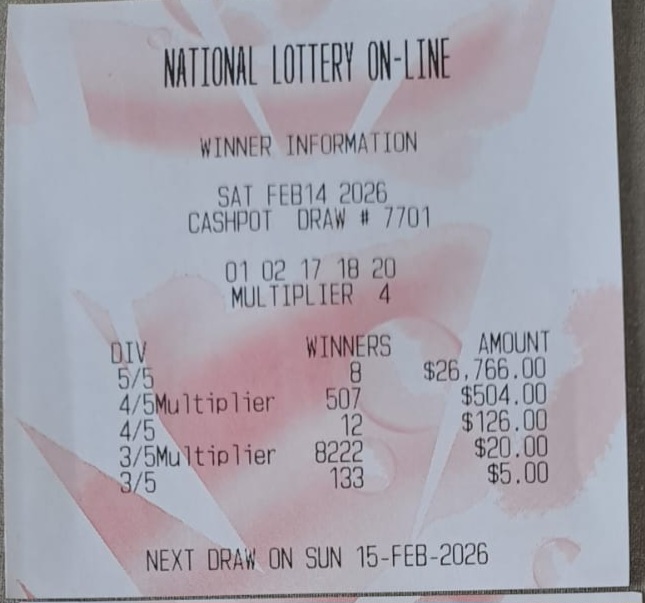 NATIONAL LOTTERY ON-LINE
WINNER INFORMATION
SAT FEB14 2026
CASHPOT DRAW # 7701
01 02 17 18 20
MULTIPLIER 4
DIV WINNERS AMOUNT
5/5 8 $26,766.00
4/5Multiplier 507 $504.00
4/5 12 $126.00
3/5Multiplier 8222 $20.00
3/5 133 $5.00
NEXT DRAW ON SUN 15-FEB-2026